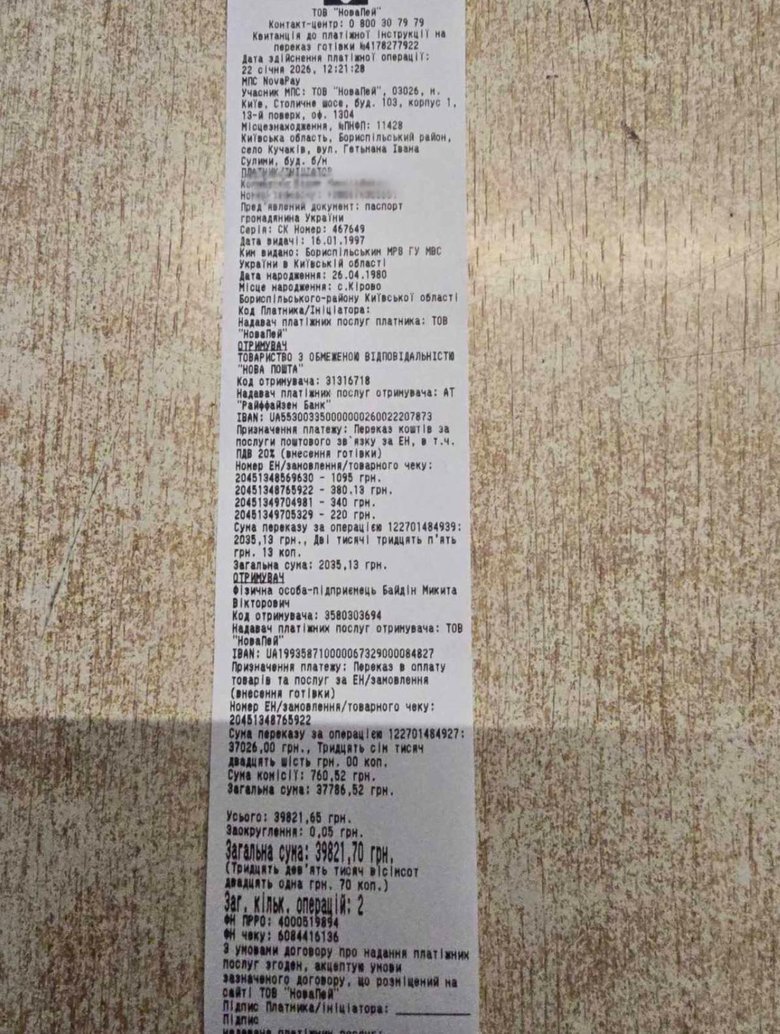 ТОВ "НоваПей"
Контакт-центр: 0 800 30 79 79
Квитанція до платіжної інструкції на
переказ готівки №4178277922
Дата здійснення платіжної операції:
22 січня 2026, 12:21:28
МПС NovaPay
Учасник МПС: ТОВ "НоваПей", 03026, м.
Київ, Столичне шосе, буд. 103, корпус 1,
13-й поверх, оф. 1304
Місцезнаходження, №ПНФП: 11428
Київська область, Бориспільський район,
село Кучаків, вул. Гетьмана Івана
Сулими, буд. б/н
ПЛАТНИК/ІНІЦІАТОР
Пред'явлений документ: паспорт
громадянина України
Серія: СК Номер: 467649
Дата видачі: 16.01.1997
Ким видано: Бориспільським МРВ ГУ МВС
України в Київській області
Дата народження: 26.04.1980
Місце народження: с.Кірово
Бориспільського-району Київської області
Код Платника/Ініціатора:
Надавач платіжних послуг платника: ТОВ
"НоваПей"
ОТРИМУВАЧ
ТОВАРИСТВО З ОБМЕЖЕНОЮ ВІДПОВІДАЛЬНІСТЮ
"НОВА ПОШТА"
Код отримувача: 31316718
Надавач платіжних послуг отримувача: АТ
"Райффайзен Банк"
IBAN: UA553003350000000260022207873
Призначення платежу: Переказ коштів за
послуги поштового зв'язку за ЕН, в т.ч.
ПДВ 20% (внесення готівки)
Номер ЕН/замовлення/товарного чеку:
20451348569630 - 1095 грн.
20451348765922 - 380.13 грн.
20451349704981 - 340 грн.
20451349705329 - 220 грн.
Сума переказу за операцією 122701484939:
2035,13 грн., Дві тисячі тридцять п'ять
грн. 13 коп.
Загальна сума: 2035,13 грн.
ОТРИМУВАЧ
Фізична особа-підприємець Байдін Микита
Вікторович
Код отримувача: 3580303694
Надавач платіжних послуг отримувача: ТОВ
"НоваПей"
IBAN: UA199358710000067329000084827
Призначення платежу: Переказ в оплату
товарів та послуг за ЕН/замовлення
(внесення готівки)
Номер ЕН/замовлення/товарного чеку:
20451348765922
Сума переказу за операцією 122701484927:
37026,00 грн., Тридцять сім тисяч
двадцять шість грн. 00 коп.
Сума комісії: 760,52 грн.
Загальна сума: 37786,52 грн.
Усього: 39821,65 грн.
Заокруглення: 0,05 грн.
Загальна сума: 39821,70 грн.
(Тридцять дев'ять тисяч вісімсот
двадцять одна грн. 70 коп.)
Заг. кільк. операцій: 2
ФН ПРРО: 4000519894
ФН чеку: 6084416136
З умовами договору про надання платіжних
послуг згоден, акцептую умови
зазначеного договору, що розміщений на
сайті ТОВ "НоваПей"
Підпис Платника/Ініціатора:
Підпис
надавача платіжних послуг: